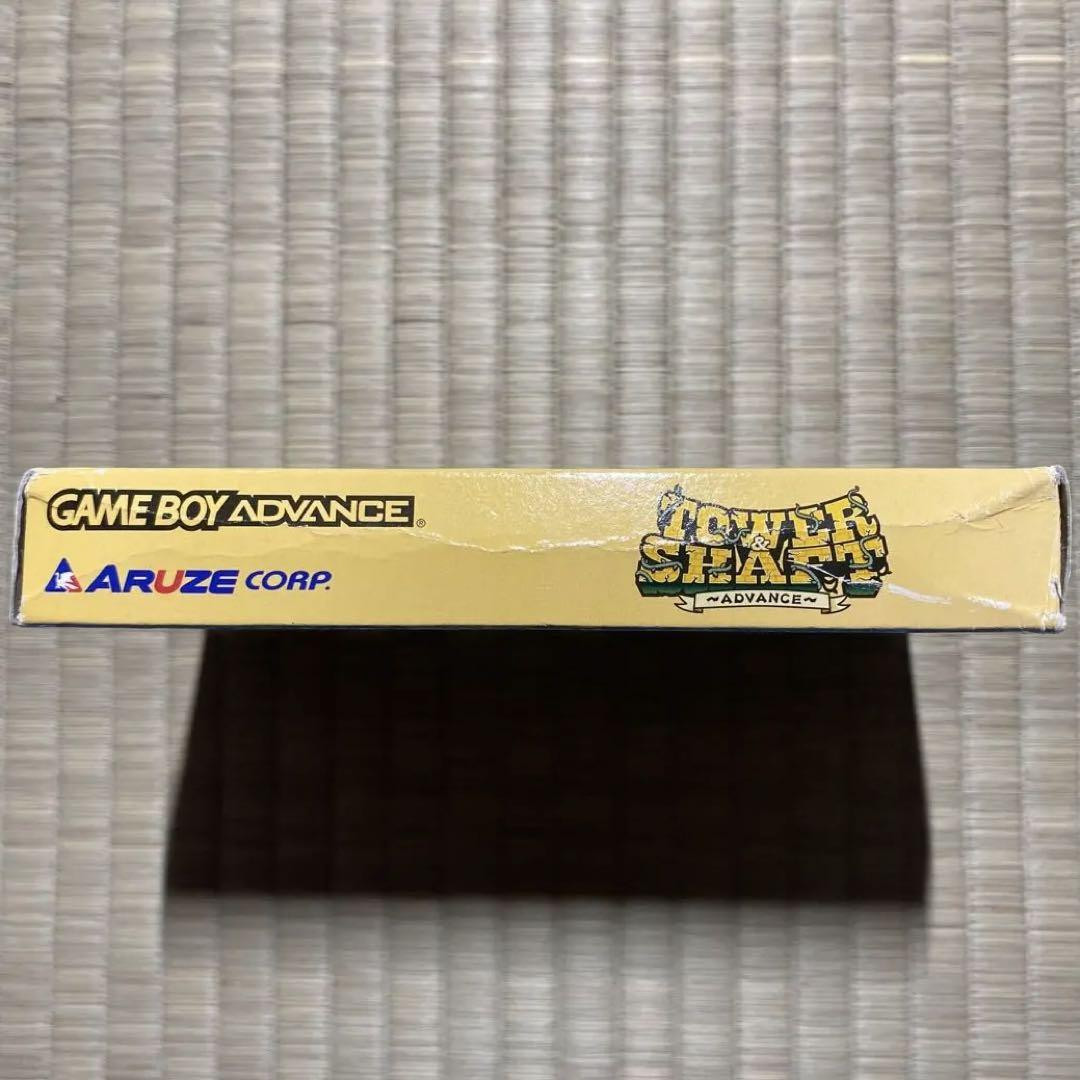 GAME BOY ADVANCE®
ARUZE CORP.
TOWER
&
SHAFT
~ADVANCE~